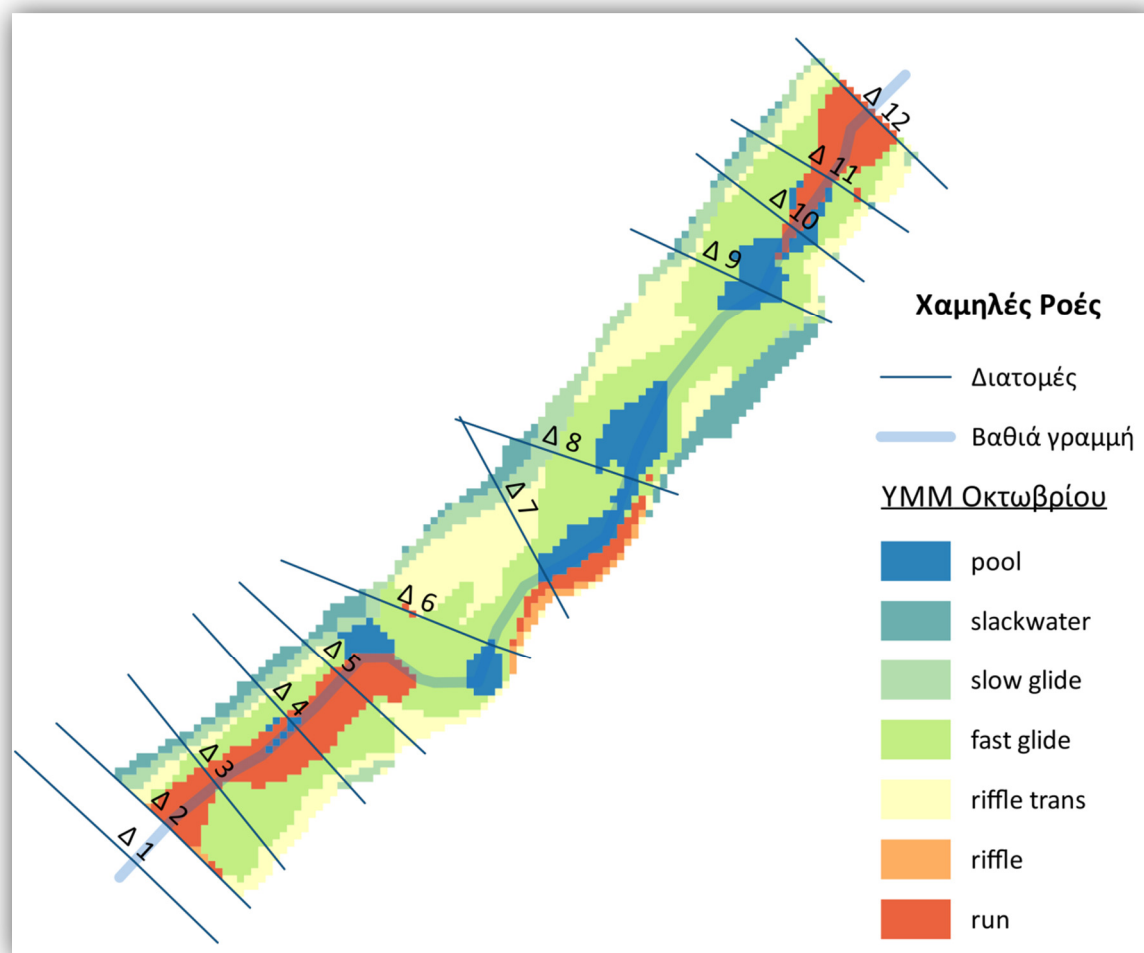 Δ 12
Δ 11
Δ 10
Δ 9
Δ 8
Δ 7
Δ 6
Δ 5
Δ 4
Δ 3
Δ 2
Δ 1
Χαμηλές Ροές
Διατομές
Βαθιά γραμμή
ΥΜΜ Οκτωβρίου
pool
slackwater
slow glide
fast glide
riffle trans
riffle
run